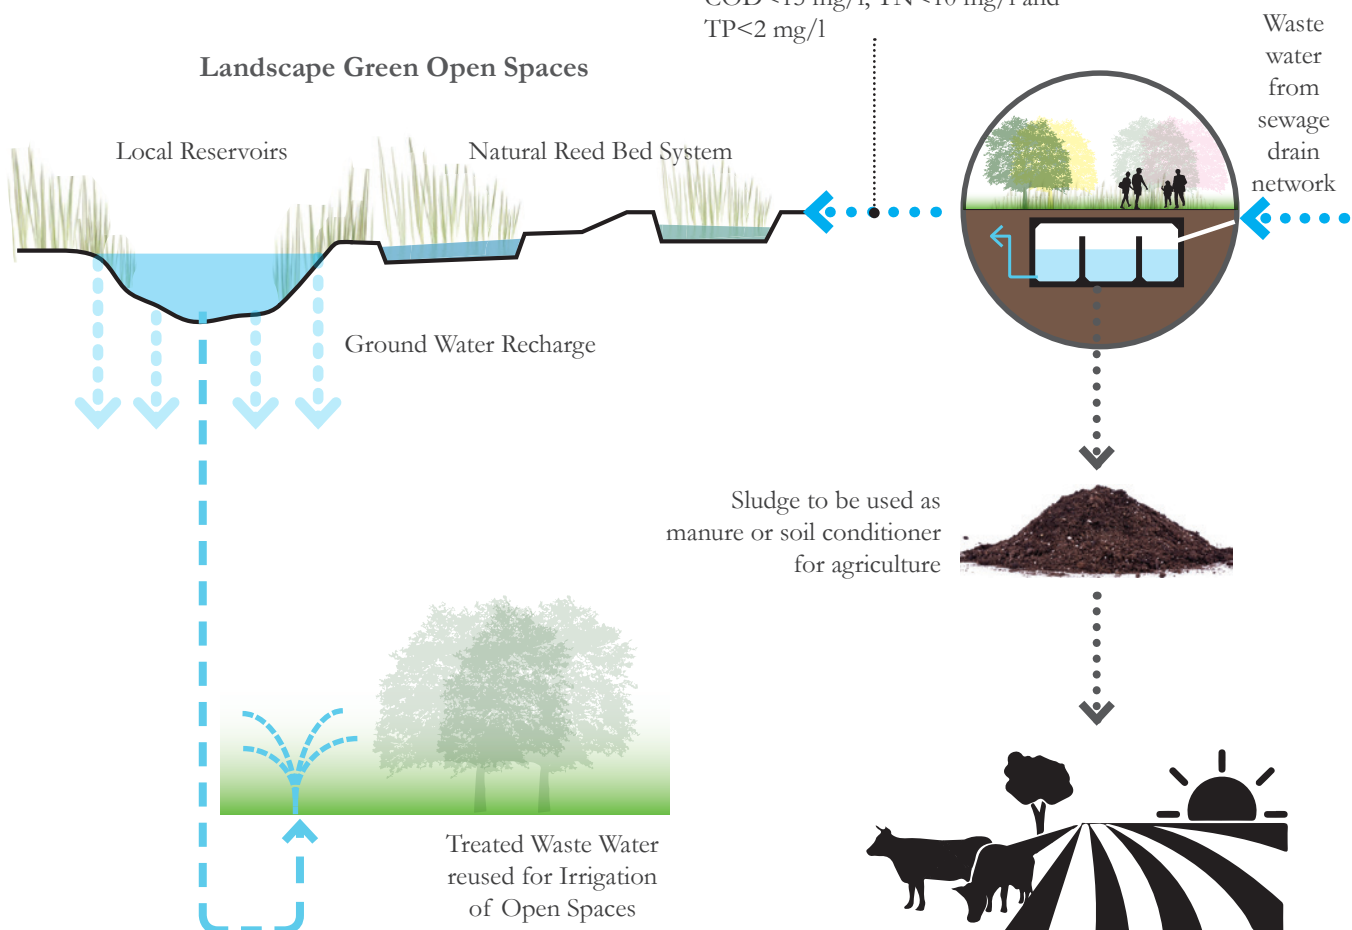 TP<2 mg/l
Waste
water
from
sewage
drain
network
Landscape Green Open Spaces
Local Reservoirs
Natural Reed Bed System
Ground Water Recharge
Sludge to be used as
manure or soil conditioner
for agriculture
Treated Waste Water
reused for Irrigation
of Open Spaces